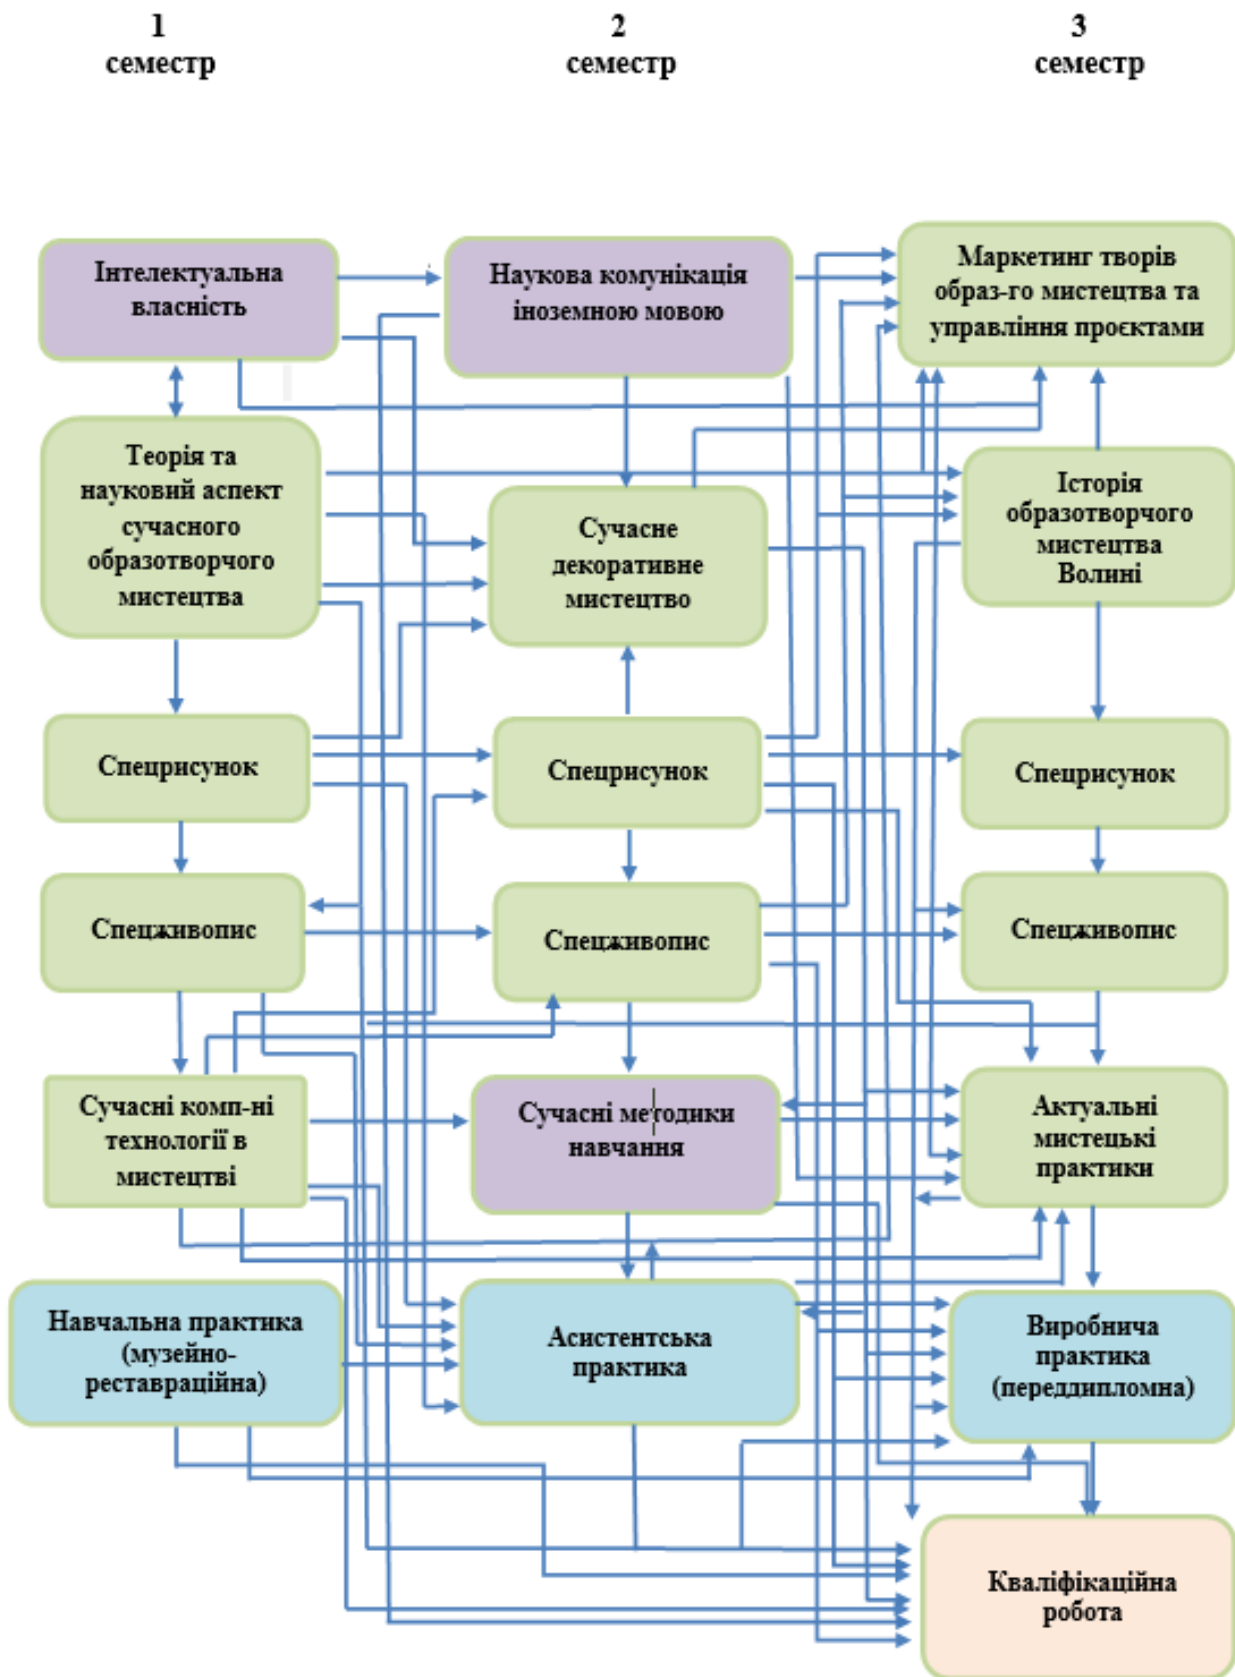 1
семестр
2
семестр
3
семестр
Інтелектуальна
власність
Наукова комунікація
іноземною мовою
Маркетинг творів
образ-го мистецтва та
управління проєктами
Теорія та
науковий аспект
сучасного
образотворчого
мистецтва
Сучасне
декоративне
мистецтво
Історія
образотворчого
мистецтва
Волині
Спецрисунок
Спецрисунок
Спецрисунок
Спецживопис
Спецживопис
Спецживопис
Сучасні комп-ні
технології в
мистецтві
Сучасні методики
навчання
Актуальні
мистецькі
практики
Навчальна практика
(музейно-
реставраційна)
Асистентська
практика
Виробнича
практика
(переддипломна)
Кваліфікаційна
робота